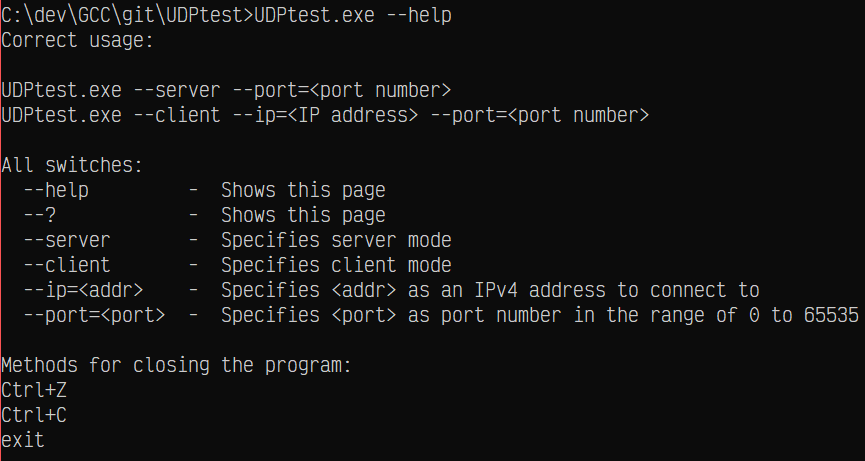 C:\dev\GCC\git\UDPtest>UDPtest.exe --help
Correct usage:

UDPtest.exe --server --port=<port number>
UDPtest.exe --client --ip=<IP address> --port=<port number>

All switches:
  --help         -  Shows this page
  --?            -  Shows this page
  --server       -  Specifies server mode
  --client       -  Specifies client mode
  --ip=<addr>    -  Specifies <addr> as an IPv4 address to connect to
  --port=<port>  -  Specifies <port> as port number in the range of 0 to 65535

Methods for closing the program:
Ctrl+Z
Ctrl+C
exit